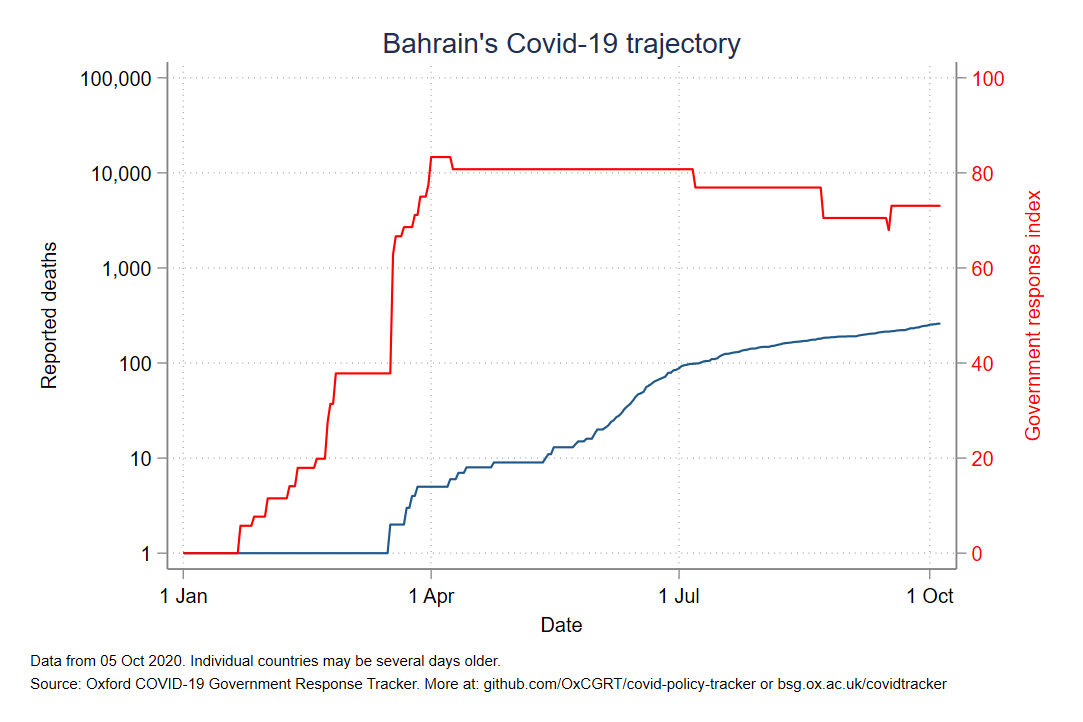 Bahrain's Covid-19 trajectory
100,000
10,000
1,000
100
10
1
Reported deaths
100
80
60
40
20
0
Government response index
1 Jan
1 Apr
1 Jul
1 Oct
Date
Data from 05 Oct 2020. Individual countries may be several days older.
Source: Oxford COVID-19 Government Response Tracker. More at: github.com/OxCGRT/covid-policy-tracker or bsg.ox.ac.uk/covidtracker